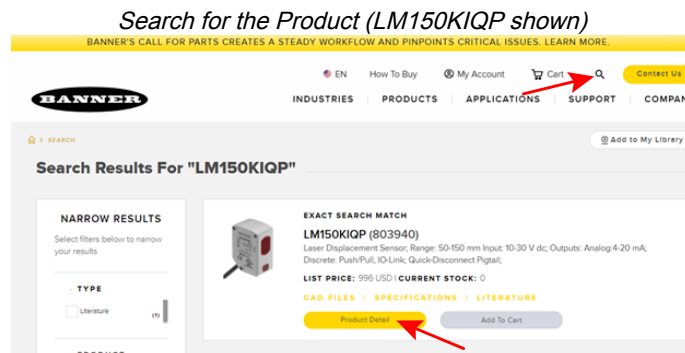 Search for the Product (LM150KIQP shown)
BANNER'S CALL FOR PARTS CREATES A STEADY WORKFLOW AND PINPOINTS CRITICAL ISSUES. LEARN MORE.
EN How To Buy My Account Cart Contact Us
BANNER
INDUSTRIES PRODUCTS APPLICATIONS SUPPORT COMPAN
> SEARCH
Add to My Library
Search Results For "LM150KIQP"
NARROW RESULTS
Select filters below to narrow
your results
- TYPE
Literature (1)
EXACT SEARCH MATCH
LM150KIQP (803940)
Laser Displacement Sensor; Range: 50-150 mm Input: 10-30 V dc; Outputs: Analog:4-20 mA;
Discrete: Push/Pull, IO-Link; Quick-Disconnect Pigtail;
LIST PRICE: 996 USD | CURRENT STOCK: 0
CAD FILES | SPECIFICATIONS | LITERATURE
Product Detail Add To Cart